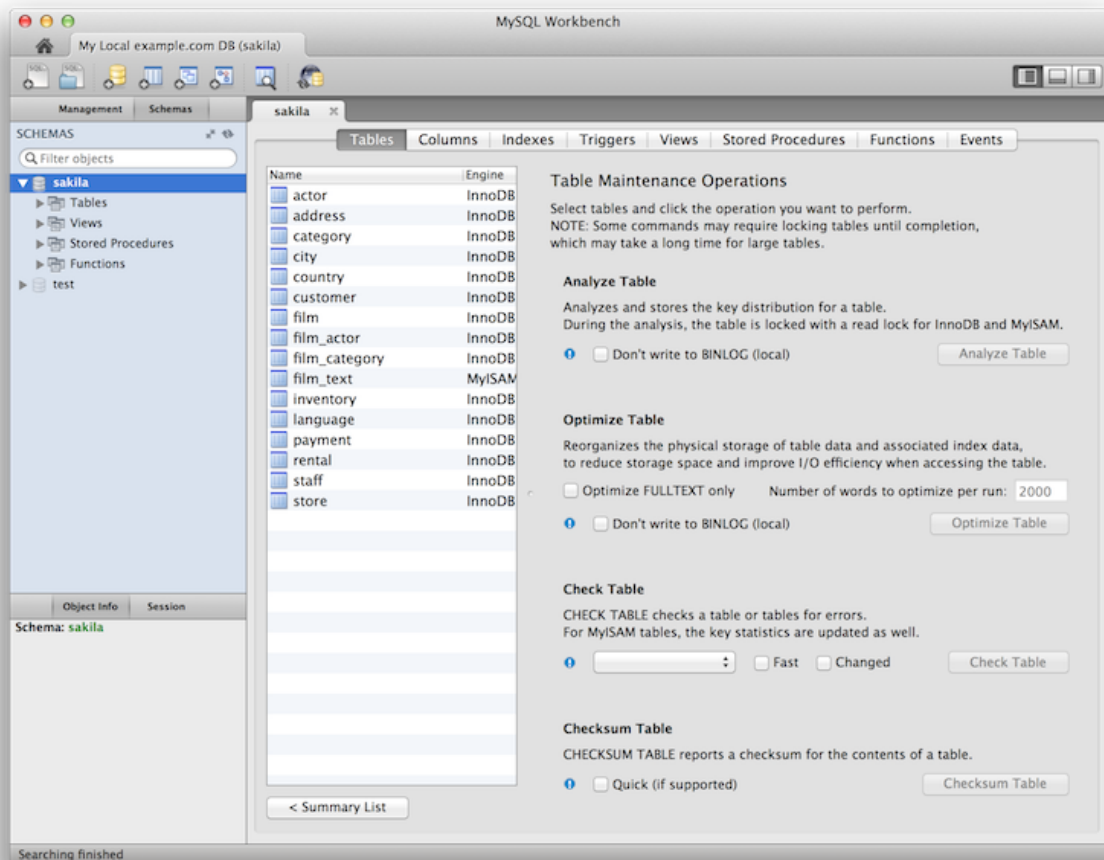 MySQL Workbench
My Local example.com DB (sakila)
SQL
SQL
Management Schemas
SCHEMAS
Filter objects
sakila
Tables
Views
Stored Procedures
Functions
test
Object Info Session
Schema: sakila
sakila
Tables Columns Indexes Triggers Views Stored Procedures Functions Events
Name Engine
actor InnoDB
address InnoDB
category InnoDB
city InnoDB
country InnoDB
customer InnoDB
film InnoDB
film_actor InnoDB
film_category InnoDB
film_text MyISAM
inventory InnoDB
language InnoDB
payment InnoDB
rental InnoDB
staff InnoDB
store InnoDB
< Summary List
Table Maintenance Operations
Select tables and click the operation you want to perform.
NOTE: Some commands may require locking tables until completion,
which may take a long time for large tables.
Analyze Table
Analyzes and stores the key distribution for a table.
During the analysis, the table is locked with a read lock for InnoDB and MyISAM.
Don't write to BINLOG (local) Analyze Table
Optimize Table
Reorganizes the physical storage of table data and associated index data,
to reduce storage space and improve I/O efficiency when accessing the table.
Optimize FULLTEXT only Number of words to optimize per run: 2000
Don't write to BINLOG (local) Optimize Table
Check Table
CHECK TABLE checks a table or tables for errors.
For MyISAM tables, the key statistics are updated as well.
Fast Changed Check Table
Checksum Table
CHECKSUM TABLE reports a checksum for the contents of a table.
Quick (if supported) Checksum Table
Searching finished